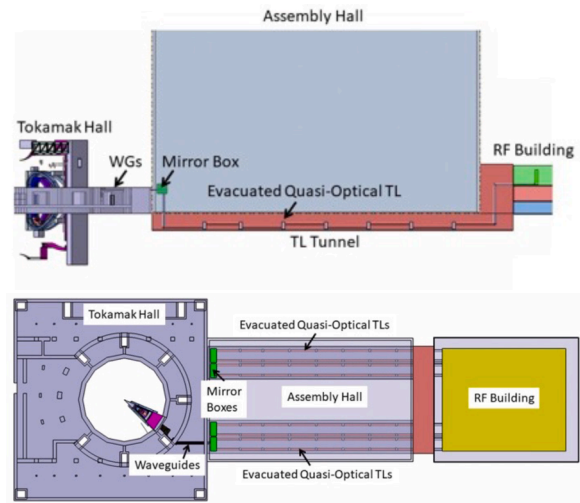 Assembly Hall
Tokamak Hall
WGs
Mirror Box
RF Building
Evacuated Quasi-Optical TL
TL Tunnel
Tokamak Hall
Evacuated Quasi-Optical TLs
Mirror
Boxes
Assembly Hall
RF Building
Waveguides
Evacuated Quasi-Optical TLs